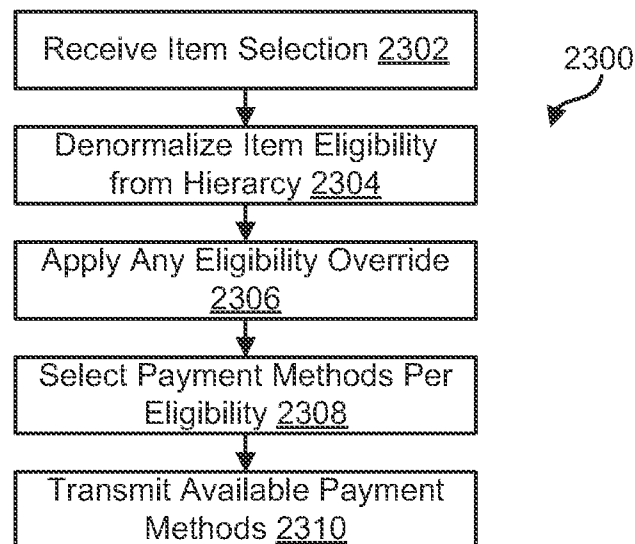 Receive Item Selection 2302
2300
Denormalize Item Eligibility
from Hierarcy 2304
Apply Any Eligibility Override
2306
Select Payment Methods Per
Eligibility 2308
Transmit Available Payment
Methods 2310